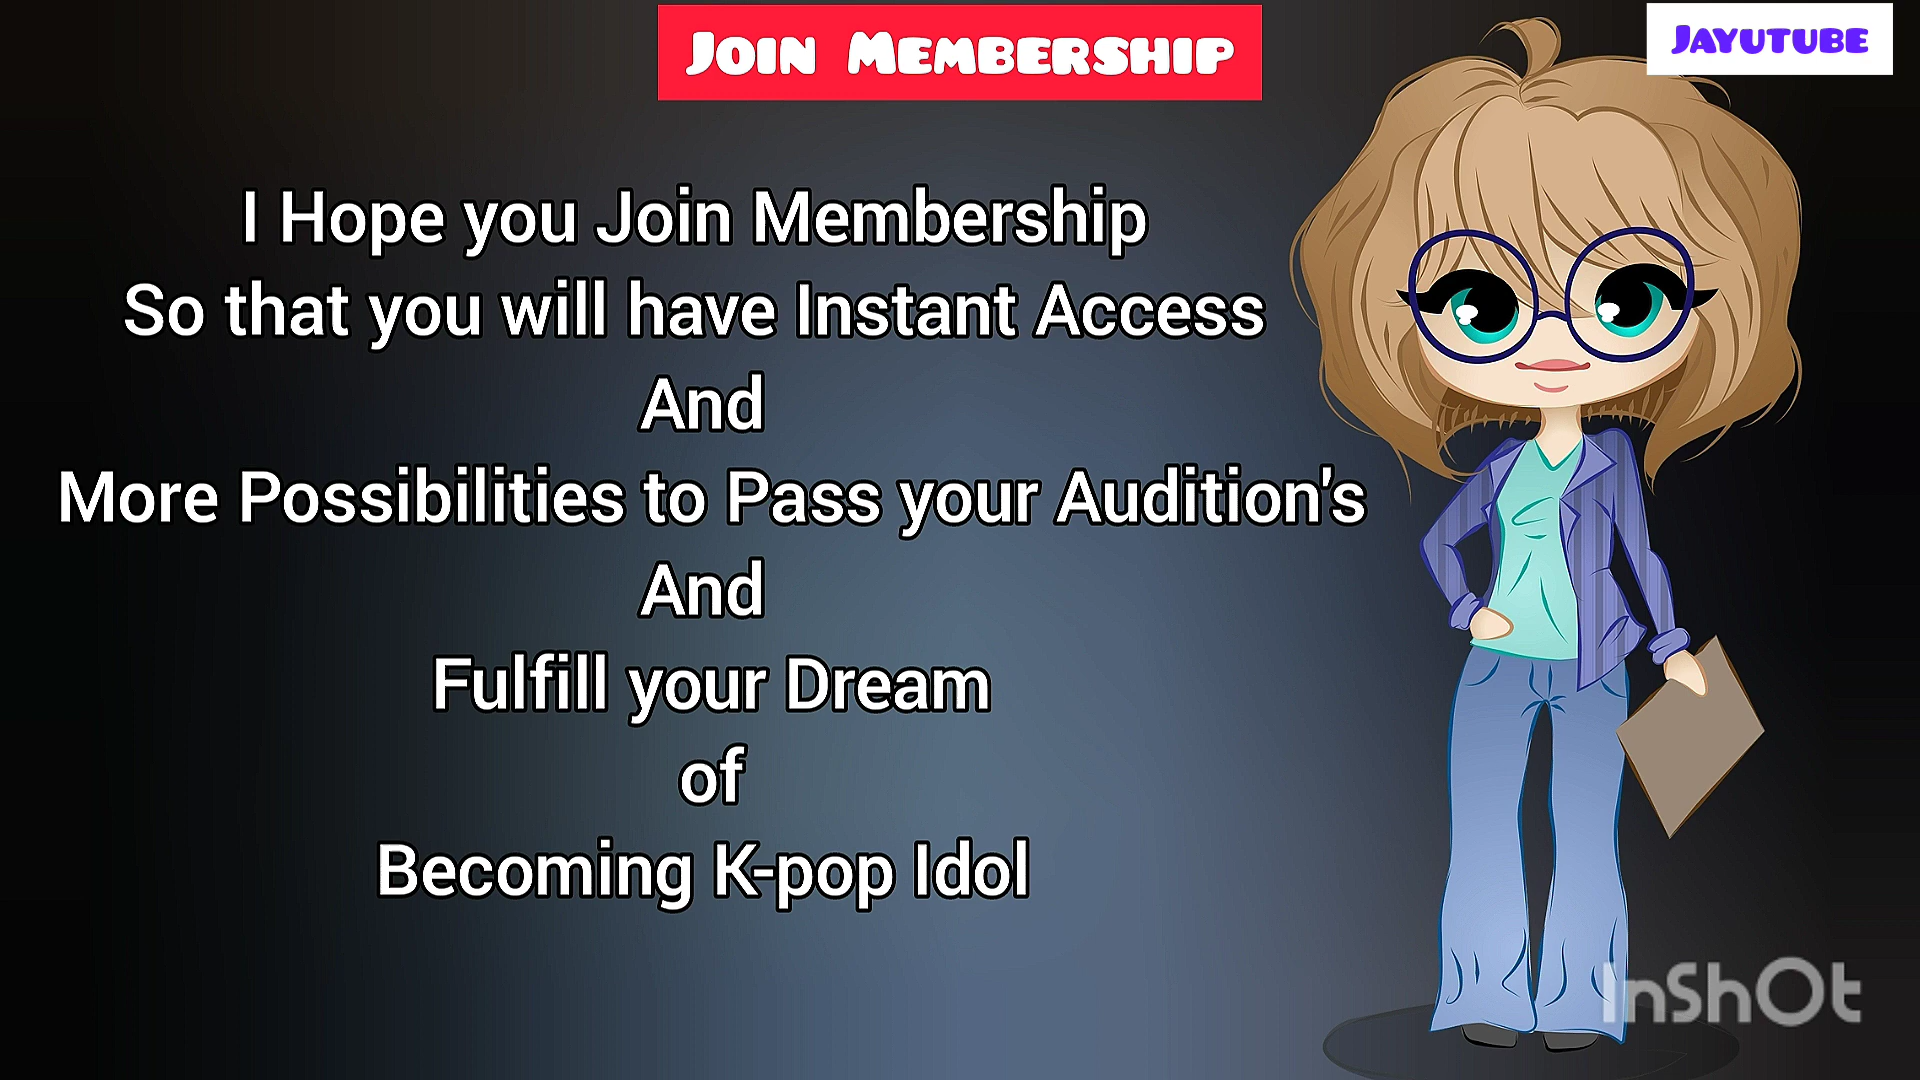 Join Membership
Jayutube
I Hope you Join Membership
So that you will have Instant Access
And
More Possibilities to Pass your Audition's
And
Fulfill your Dream
of
Becoming K-pop Idol
InShOt